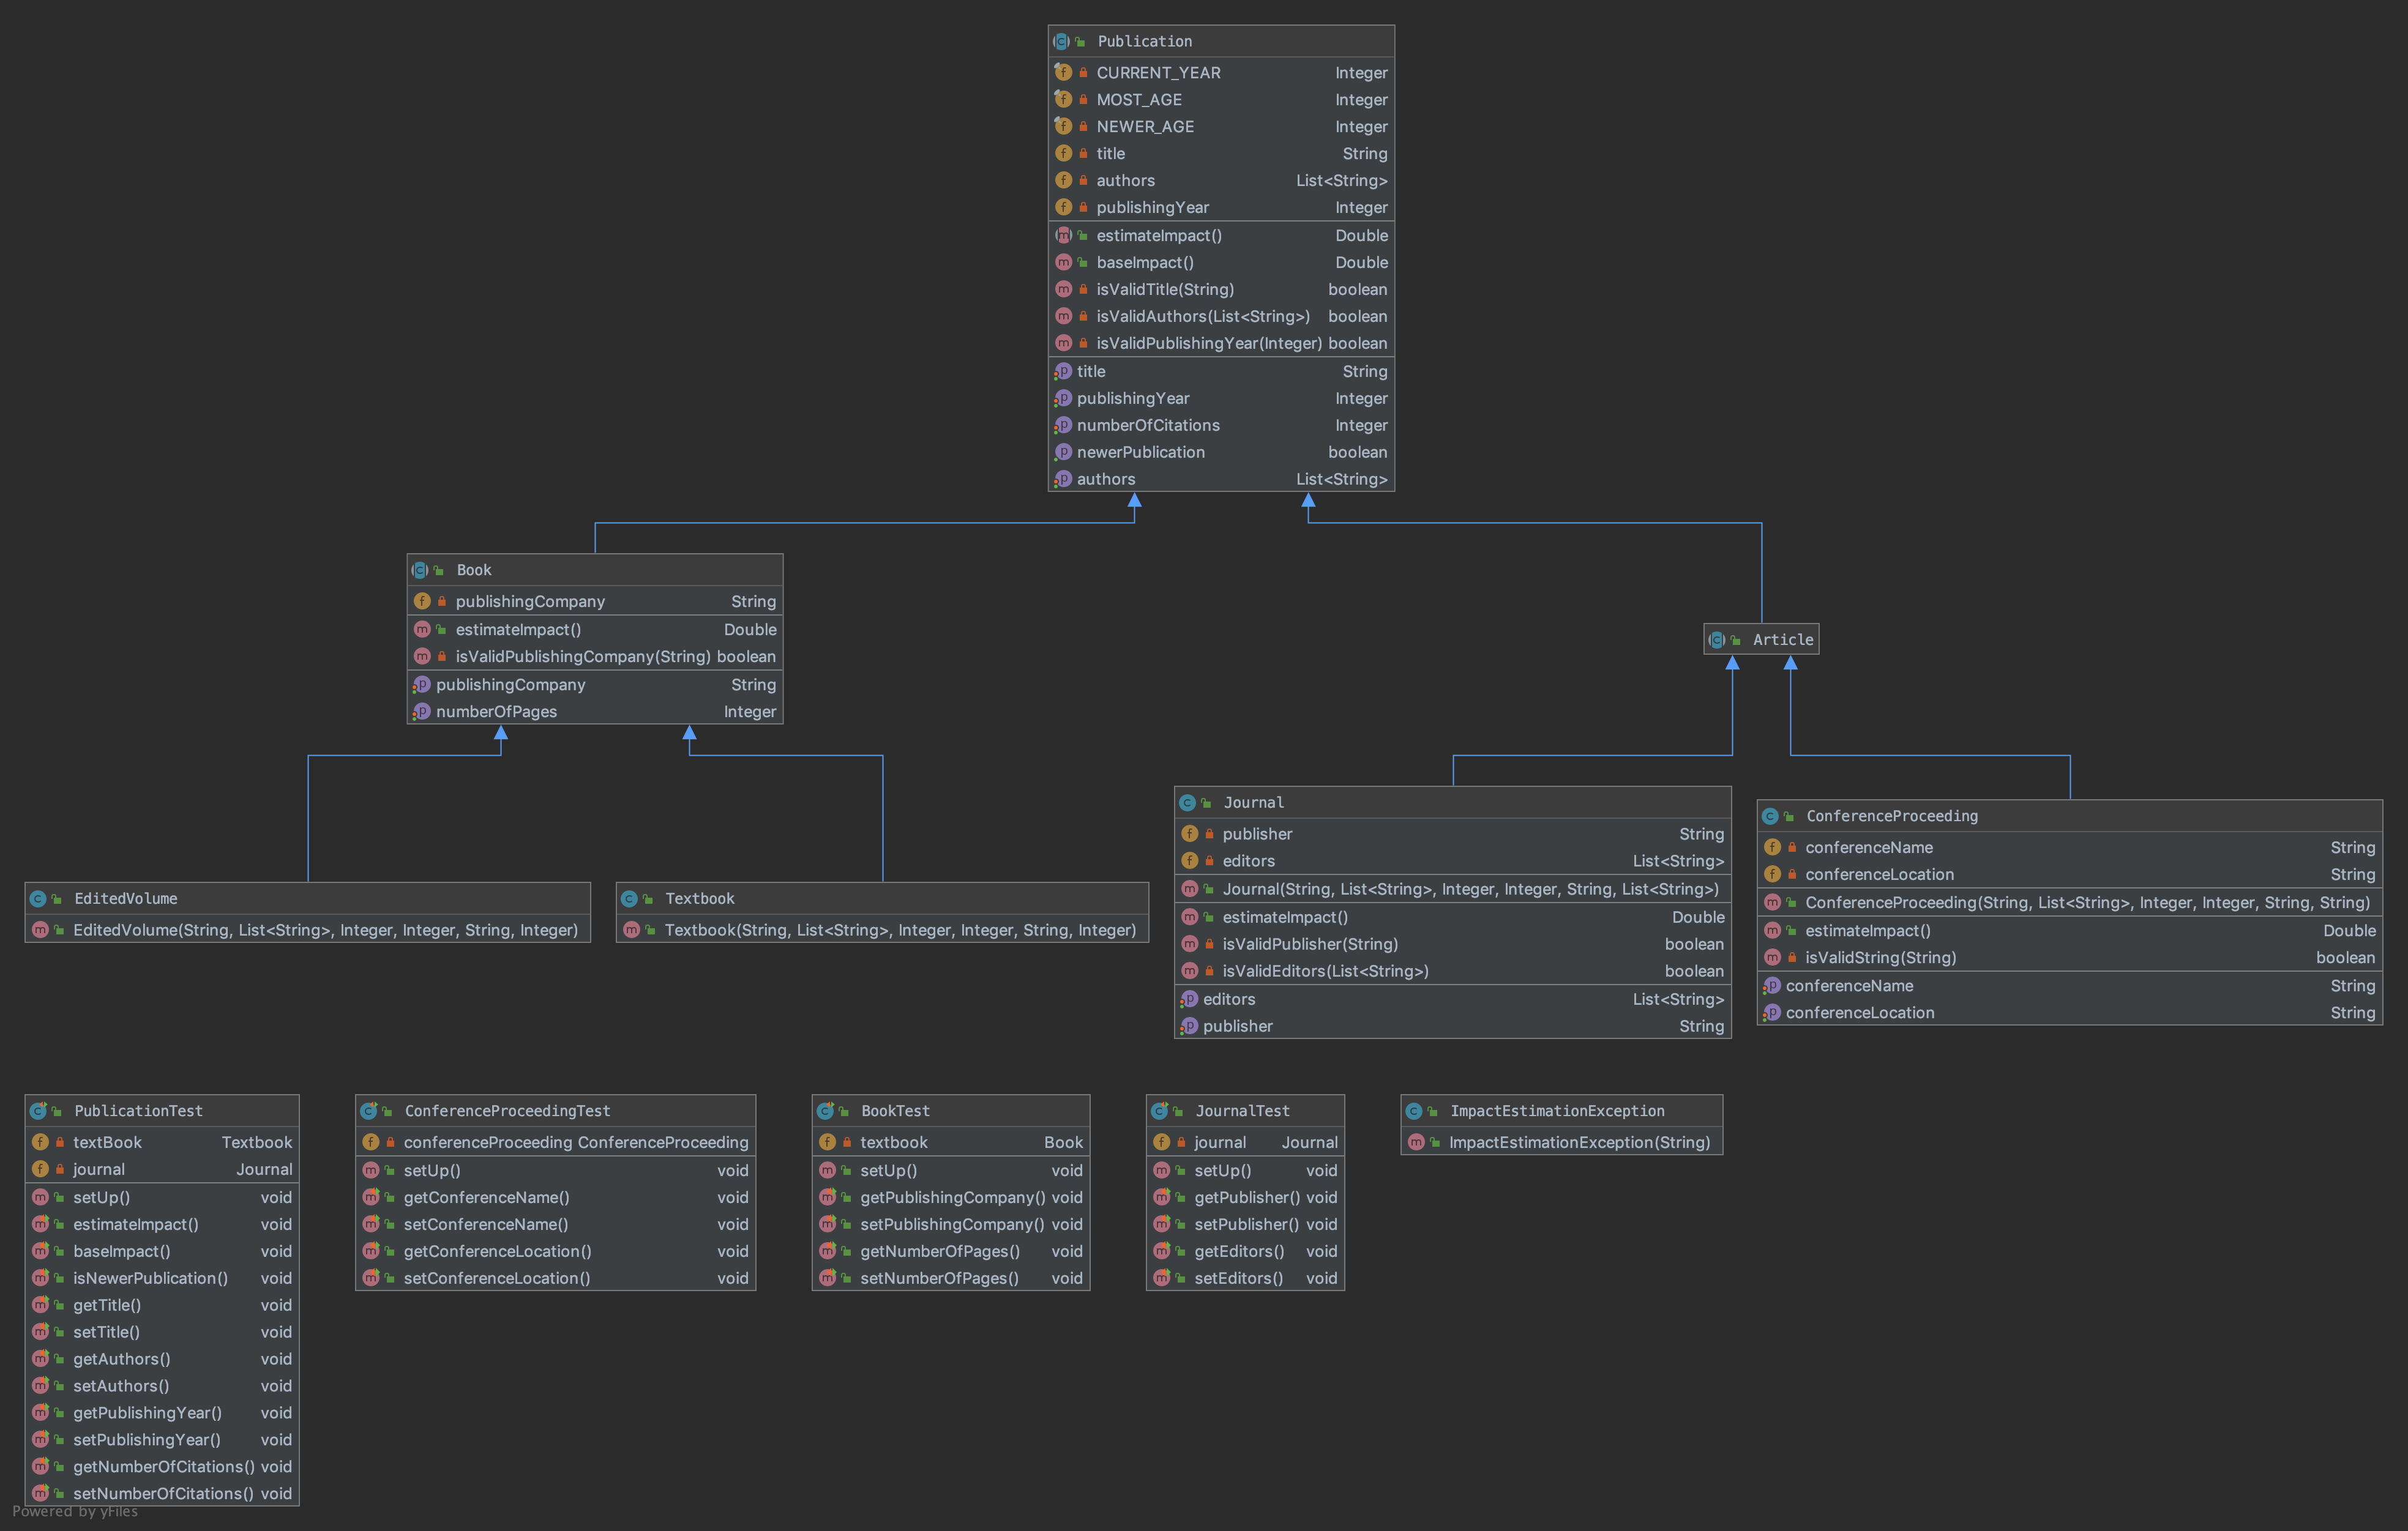 Publication
CURRENT_YEAR Integer
MOST_AGE Integer
NEWER_AGE Integer
title String
authors List<String>
publishingYear Integer
estimateImpact() Double
baseImpact() Double
isValidTitle(String) boolean
isValidAuthors(List<String>) boolean
isValidPublishingYear(Integer) boolean
title String
publishingYear Integer
numberOfCitations Integer
newerPublication boolean
authors List<String>
Book
publishingCompany String
estimateImpact() Double
isValidPublishingCompany(String) boolean
publishingCompany String
numberOfPages Integer
Article
EditedVolume
EditedVolume(String, List<String>, Integer, Integer, String, Integer)
Textbook
Textbook(String, List<String>, Integer, Integer, String, Integer)
Journal
publisher String
editors List<String>
Journal(String, List<String>, Integer, Integer, String, List<String>)
estimateImpact() Double
isValidPublisher(String) boolean
isValidEditors(List<String>) boolean
editors List<String>
publisher String
ConferenceProceeding
conferenceName String
conferenceLocation String
ConferenceProceeding(String, List<String>, Integer, Integer, String, String)
estimateImpact() Double
isValidString(String) boolean
conferenceName String
conferenceLocation String
PublicationTest
textBook Textbook
journal Journal
setUp() void
estimateImpact() void
baseImpact() void
isNewerPublication() void
getTitle() void
setTitle() void
getAuthors() void
setAuthors() void
getPublishingYear() void
setPublishingYear() void
getNumberOfCitations() void
setNumberOfCitations() void
ConferenceProceedingTest
conferenceProceeding ConferenceProceeding
setUp() void
getConferenceName() void
setConferenceName() void
getConferenceLocation() void
setConferenceLocation() void
BookTest
textbook Book
setUp() void
getPublishingCompany() void
setPublishingCompany() void
getNumberOfPages() void
setNumberOfPages() void
JournalTest
journal Journal
setUp() void
getPublisher() void
setPublisher() void
getEditors() void
setEditors() void
ImpactEstimationException
ImpactEstimationException(String)
Powered by yFiles